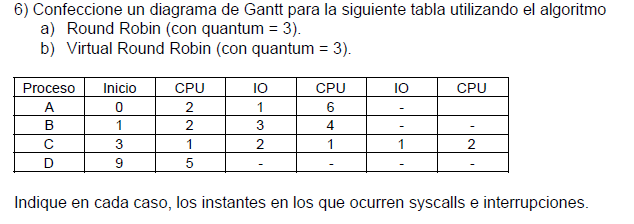 6) Confeccione un diagrama de Gantt para la siguiente tabla utilizando el algoritmo
a) Round Robin (con quantum = 3).
b) Virtual Round Robin (con quantum = 3).
Proceso Inicio CPU IO CPU IO CPU
A 0 2 1 6 -
B 1 2 3 4 - -
C 3 1 2 1 1 2
D 9 5 - - - -
Indique en cada caso, los instantes en los que ocurren syscalls e interrupciones.